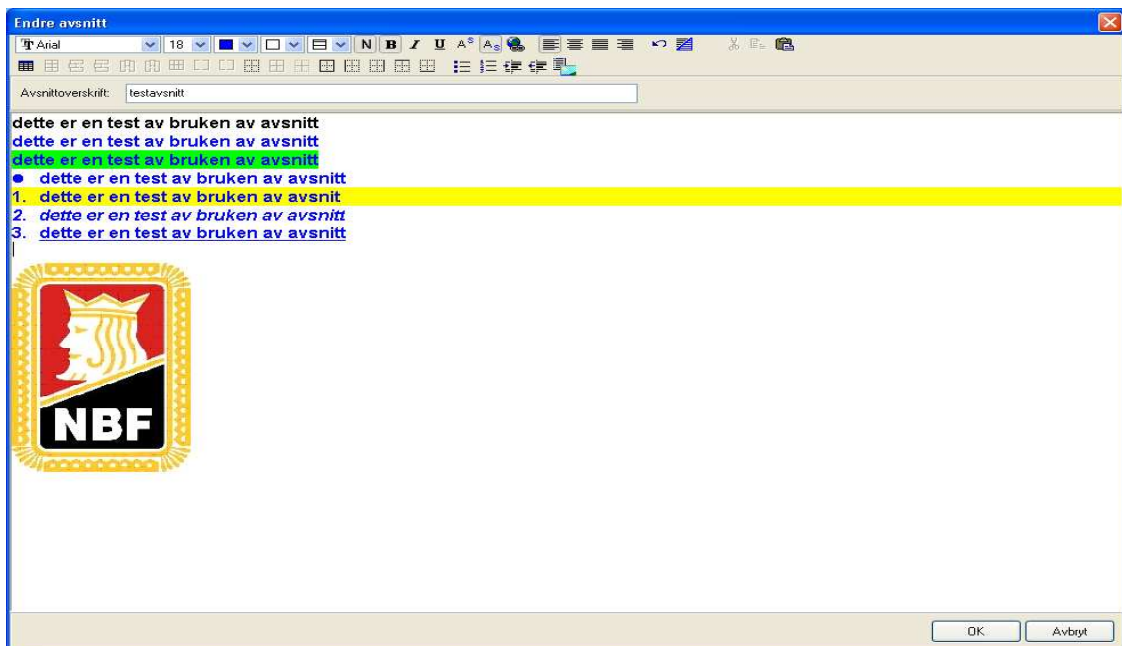 Endre avsnitt
Arial 18 N B I U A^S A_S
Avsnittoverskrift: testavsnitt
dette er en test av bruken av avsnitt
dette er en test av bruken av avsnitt
dette er en test av bruken av avsnitt
● dette er en test av bruken av avsnitt
1. dette er en test av bruken av avsnit
2. dette er en test av bruken av avsnitt
3. dette er en test av bruken av avsnitt
NBF
OK Avbryt